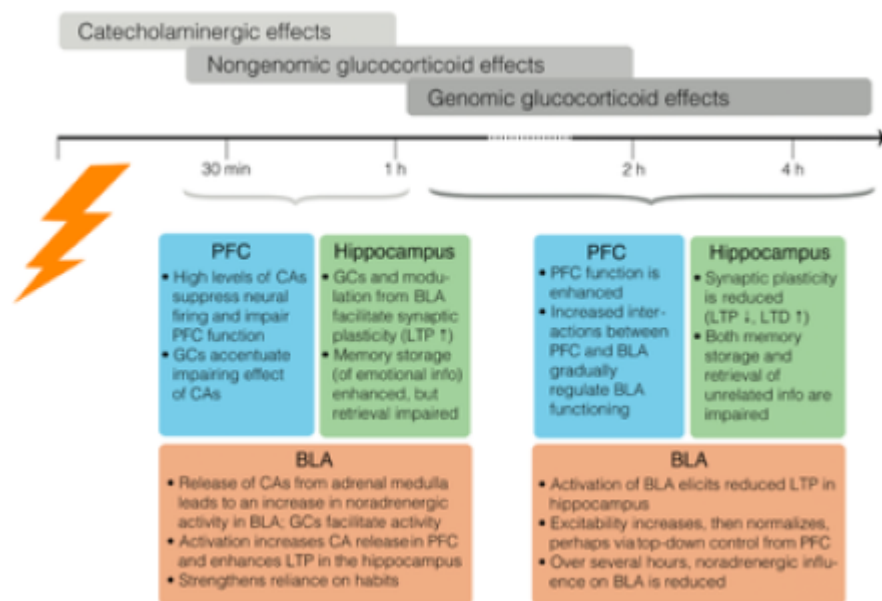 Catecholaminergic effects
Nongenomic glucocorticoid effects
Genomic glucocorticoid effects
30 min
1 h
2 h
4 h
PFC
• High levels of CAs
suppress neural
firing and impair
PFC function
• GCs accentuate
impairing effect
of CAs
Hippocampus
• GCs and modu-
lation from BLA
facilitate synaptic
plasticity (LTP ↑)
• Memory storage
(of emotional info)
enhanced, but
retrieval impaired
BLA
• Release of CAs from adrenal medulla
leads to an increase in noradrenergic
activity in BLA; GCs facilitate activity
• Activation increases CA release in PFC
and enhances LTP in the hippocampus
• Strengthens reliance on habits
PFC
• PFC function is
enhanced
• Increased inter-
actions between
PFC and BLA
gradually
regulate BLA
functioning
Hippocampus
• Synaptic plasticity
is reduced
(LTP ↓, LTD ↑)
• Both memory
storage and
retrieval of
unrelated info are
impaired
BLA
• Activation of BLA elicits reduced LTP in
hippocampus
• Excitability increases, then normalizes,
perhaps via top-down control from PFC
• Over several hours, noradrenergic influ-
ence on BLA is reduced